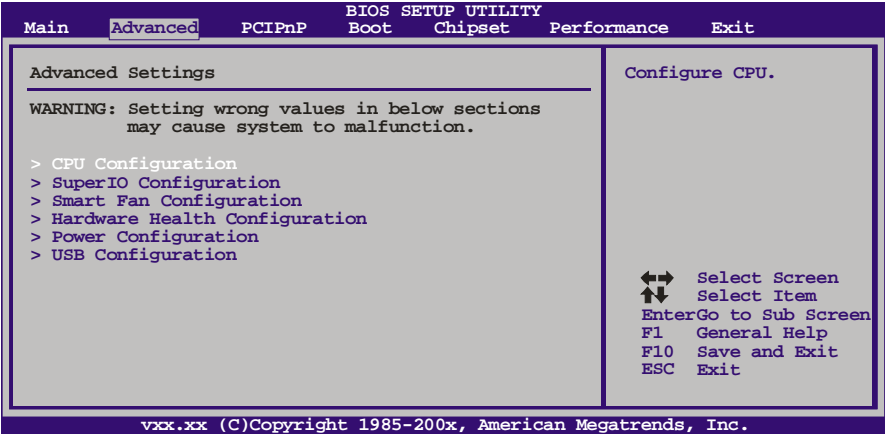 BIOS SETUP UTILITY
Main Advanced PCIPnP Boot Chipset Performance Exit
Advanced Settings
WARNING: Setting wrong values in below sections
may cause system to malfunction.
> CPU Configuration
> SuperIO Configuration
> Smart Fan Configuration
> Hardware Health Configuration
> Power Configuration
> USB Configuration
Configure CPU.
Select Screen
Select Item
EnterGo to Sub Screen
F1 General Help
F10 Save and Exit
ESC Exit
vxx.xx (C)Copyright 1985-200x, American Megatrends, Inc.